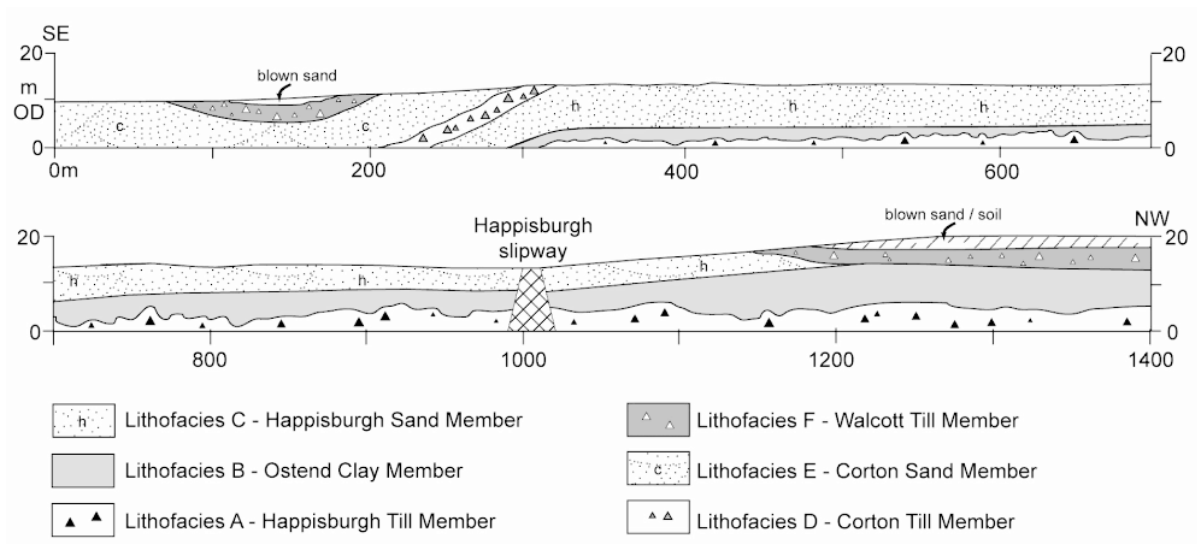 SE
20
m
OD
0
blown sand
c
c
h
h
h
20
0
0m
200
400
600
20
0
Happisburgh
slipway
blown sand / soil
NW
h
h
h
20
0
800
1000
1200
1400
h Lithofacies C - Happisburgh Sand Member
Lithofacies B - Ostend Clay Member
Lithofacies A - Happisburgh Till Member
Lithofacies F - Walcott Till Member
c Lithofacies E - Corton Sand Member
Lithofacies D - Corton Till Member